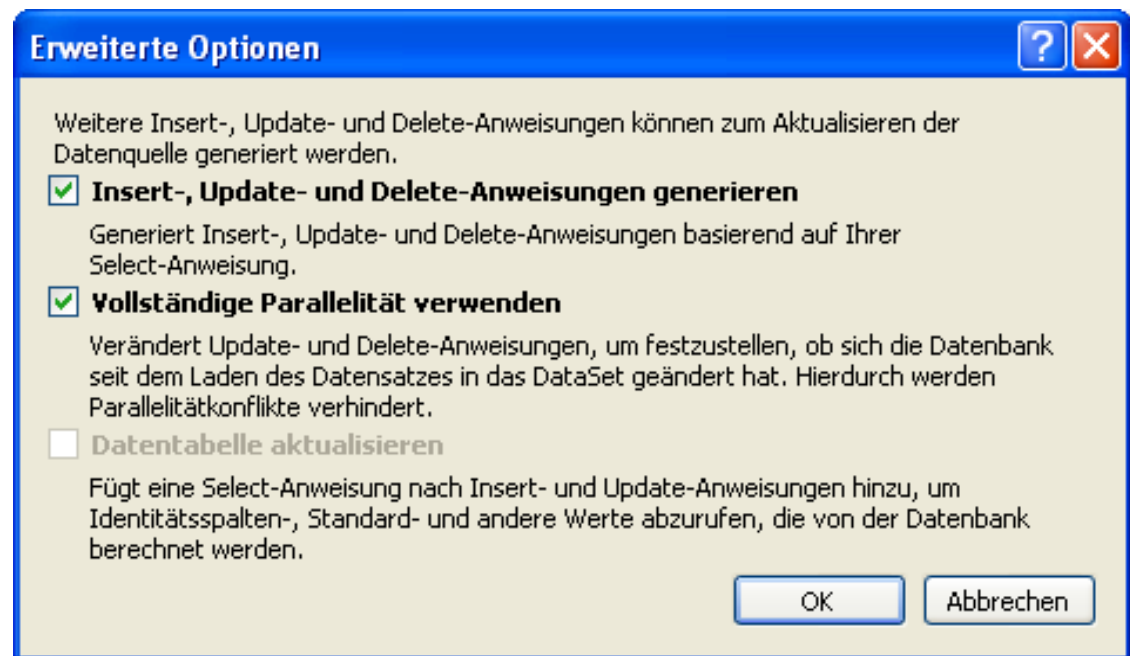 Erweiterte Optionen
Weitere Insert-, Update- und Delete-Anweisungen können zum Aktualisieren der
Datenquelle generiert werden.
Insert-, Update- und Delete-Anweisungen generieren
Generiert Insert-, Update- und Delete-Anweisungen basierend auf Ihrer
Select-Anweisung.
Vollständige Parallelität verwenden
Verändert Update- und Delete-Anweisungen, um festzustellen, ob sich die Datenbank
seit dem Laden des Datensatzes in das DataSet geändert hat. Hierdurch werden
Parallelitätkonflikte verhindert.
Datentabelle aktualisieren
Fügt eine Select-Anweisung nach Insert- und Update-Anweisungen hinzu, um
Identitätsspalten-, Standard- und andere Werte abzurufen, die von der Datenbank
berechnet werden.
OK Abbrechen